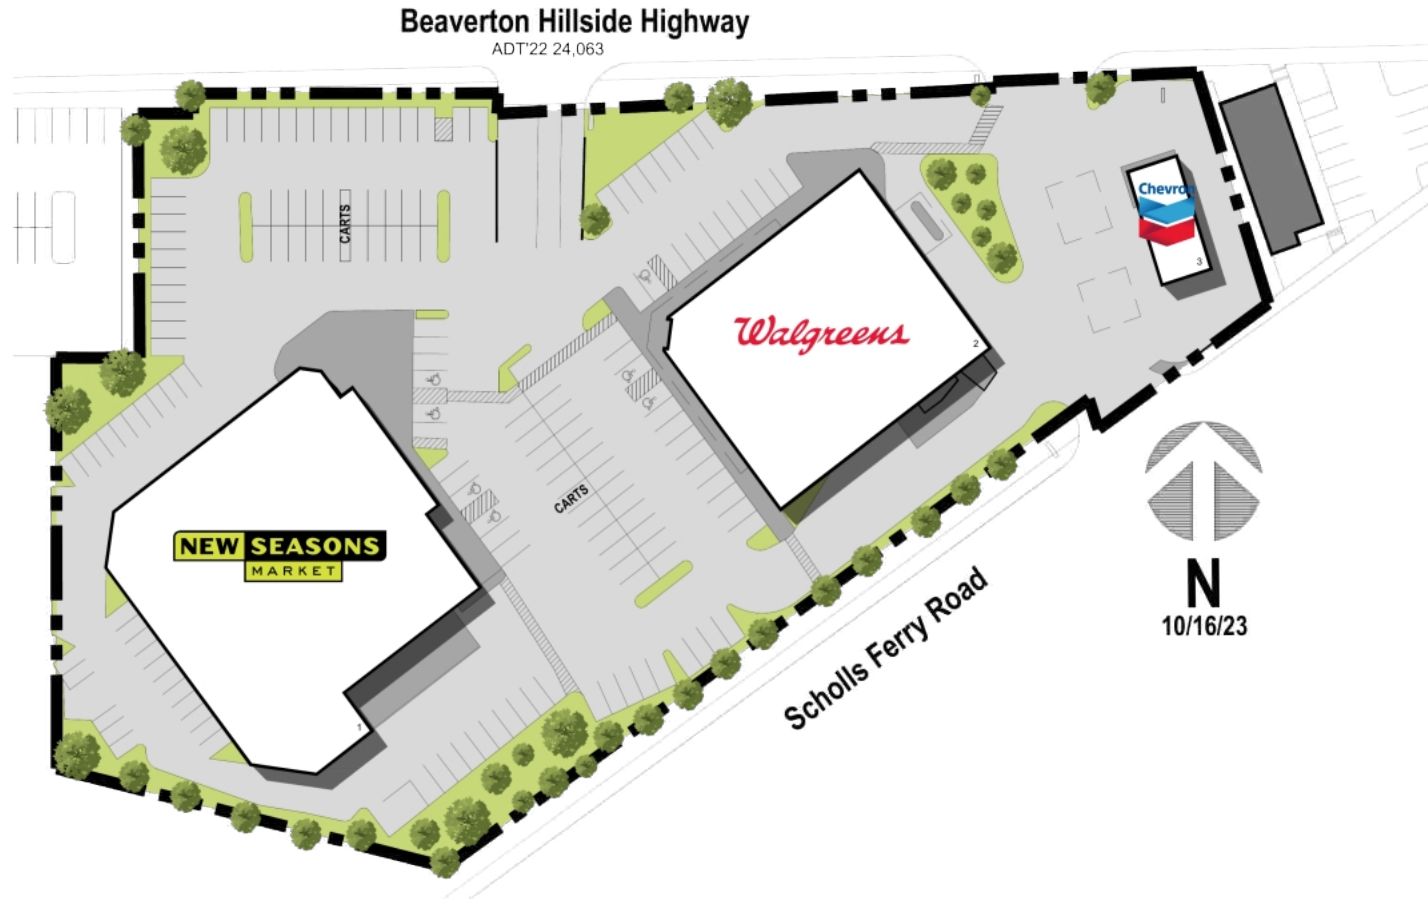 Beaverton Hillside Highway
ADT'22 24,063
CARTS
Chevron
3
Walgreens
2
CARTS
NEW SEASONS
MARKET
1
Scholls Ferry Road
N
10/16/23